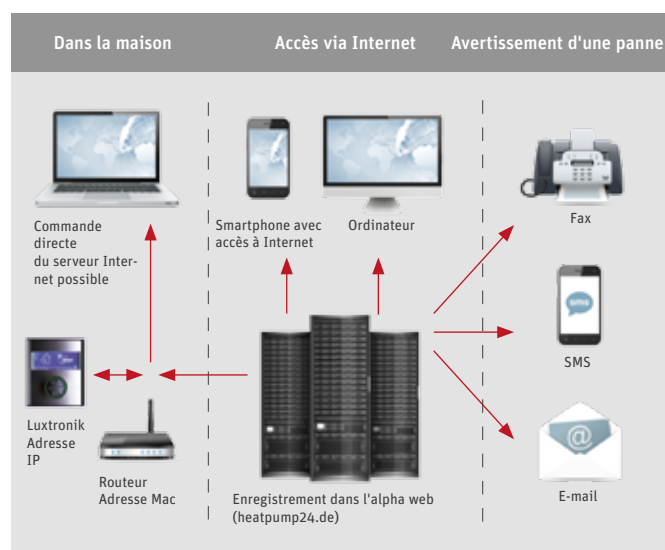 Dans la maison
Accès via Internet
Avertissement d'une panne
Commande
directe
du serveur Inter-
net possible
Smartphone avec
accès à Internet
Ordinateur
Fax
sms
SMS
Luxtronik
Adresse
IP
Routeur
Adresse Mac
Enregistrement dans l'alpha web
(heatpump24.de)
@
E-mail